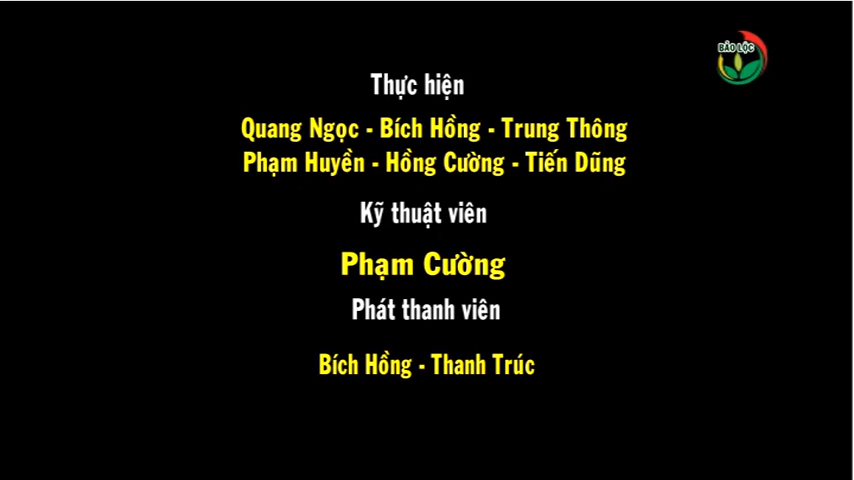 BẢO LỘC
Thực hiện
Quang Ngọc - Bích Hồng - Trung Thông
Phạm Huyền - Hồng Cường - Tiến Dũng
Kỹ thuật viên
Phạm Cường
Phát thanh viên
Bích Hồng - Thanh Trúc